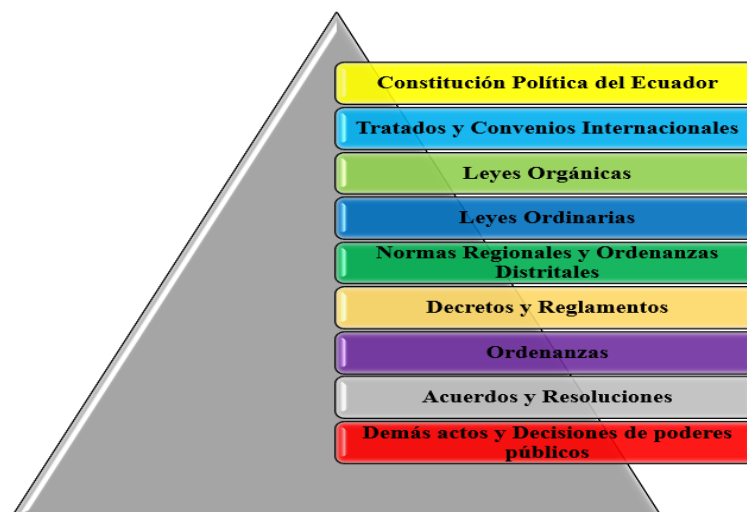 Constitución Política del Ecuador
Tratados y Convenios Internacionales
Leyes Orgánicas
Leyes Ordinarias
Normas Regionales y Ordenanzas
Distritales
Decretos y Reglamentos
Ordenanzas
Acuerdos y Resoluciones
Demás actos y Decisiones de poderes
públicos